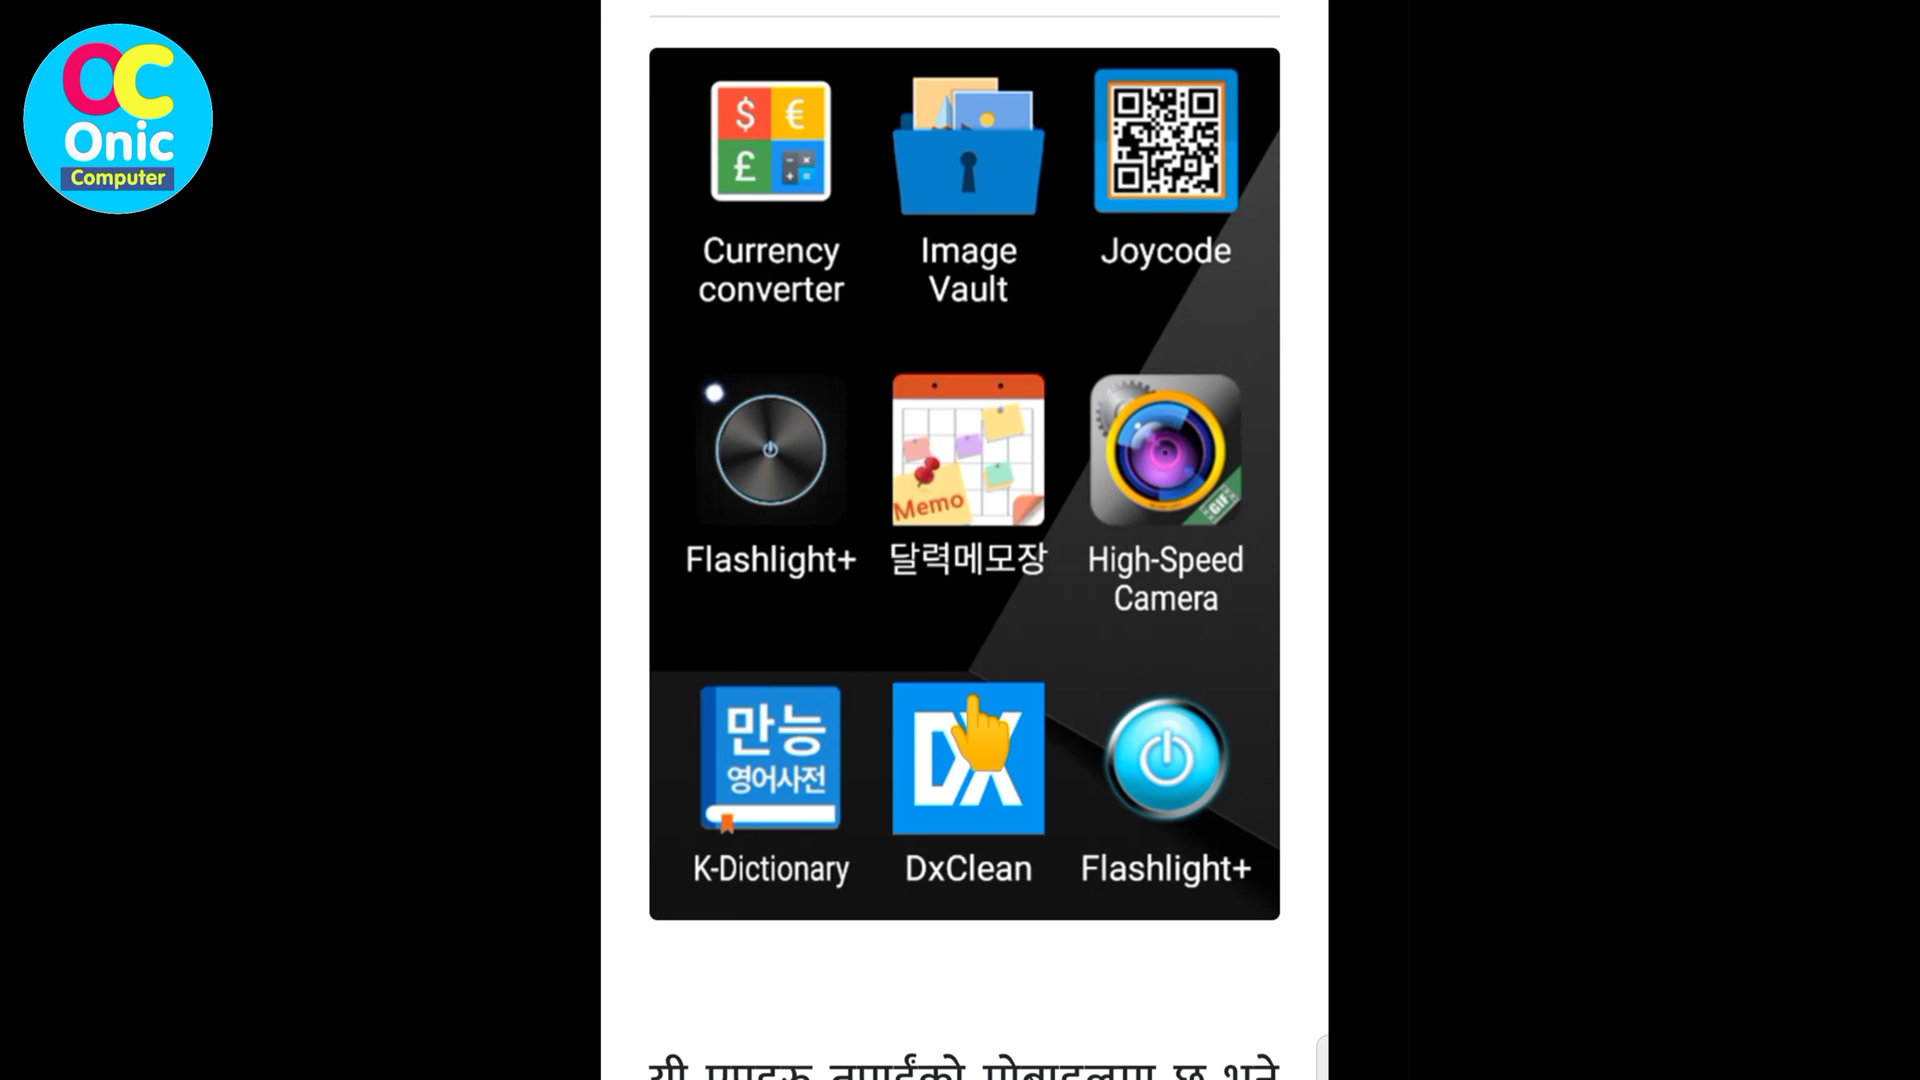 OC
Onic
Computer
$ €
£
Currency
converter
Image
Vault
Joycode
Memo
GIF
Flashlight+
달력메모장
High-Speed
Camera
만능
영어사전
DX
K-Dictionary
DxClean
Flashlight+